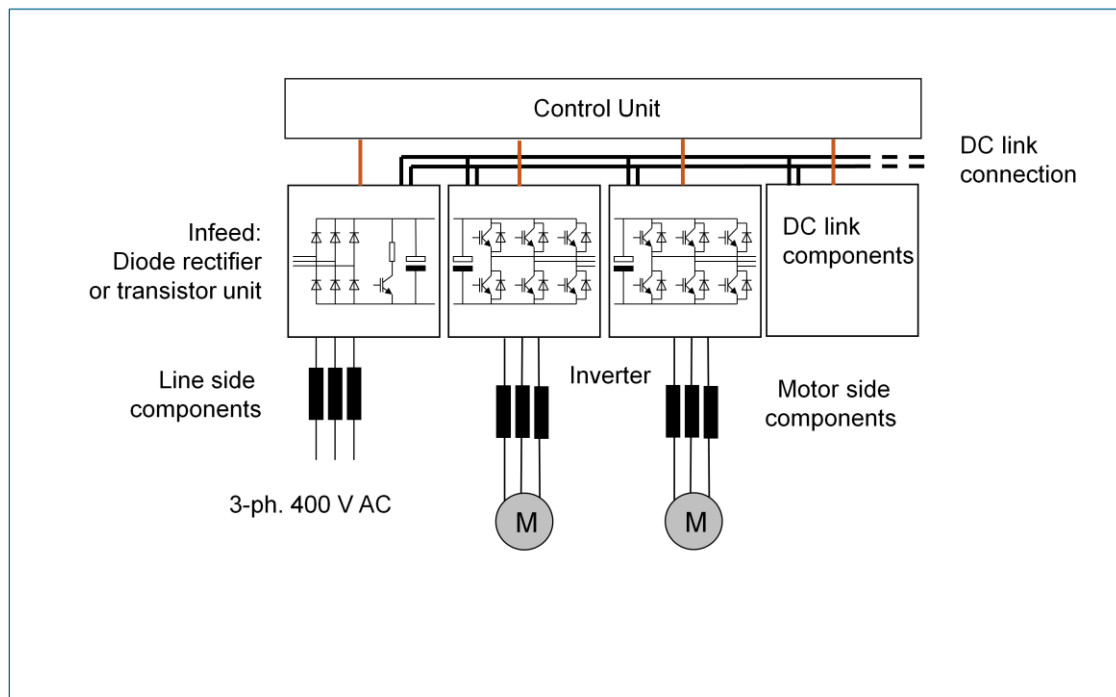 Control Unit
DC link
connection
Infeed:
Diode rectifier
or transistor unit
DC link
components
Line side
components
Inverter
Motor side
components
3-ph. 400 V AC
M
M